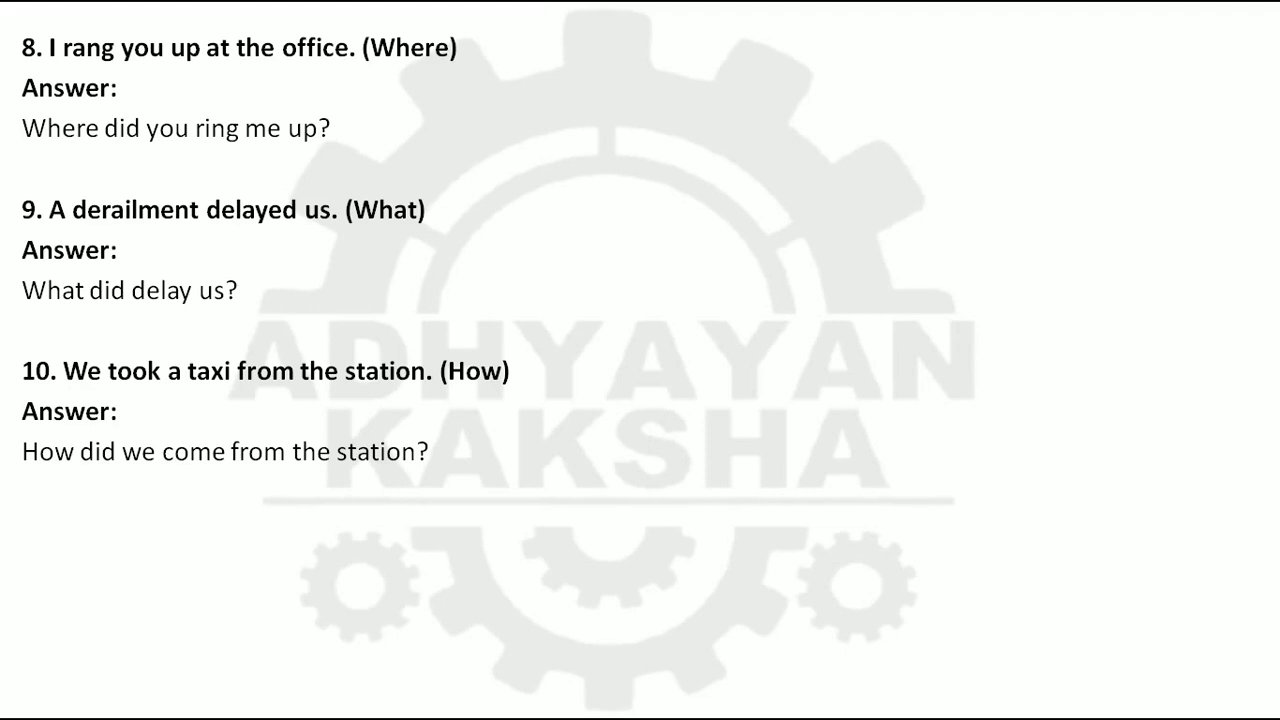 8. I rang you up at the office. (Where)
Answer:
Where did you ring me up?
9. A derailment delayed us. (What)
Answer:
What did delay us?
10. We took a taxi from the station. (How)
Answer:
How did we come from the station?
ADHYAYAN
KAKSHA